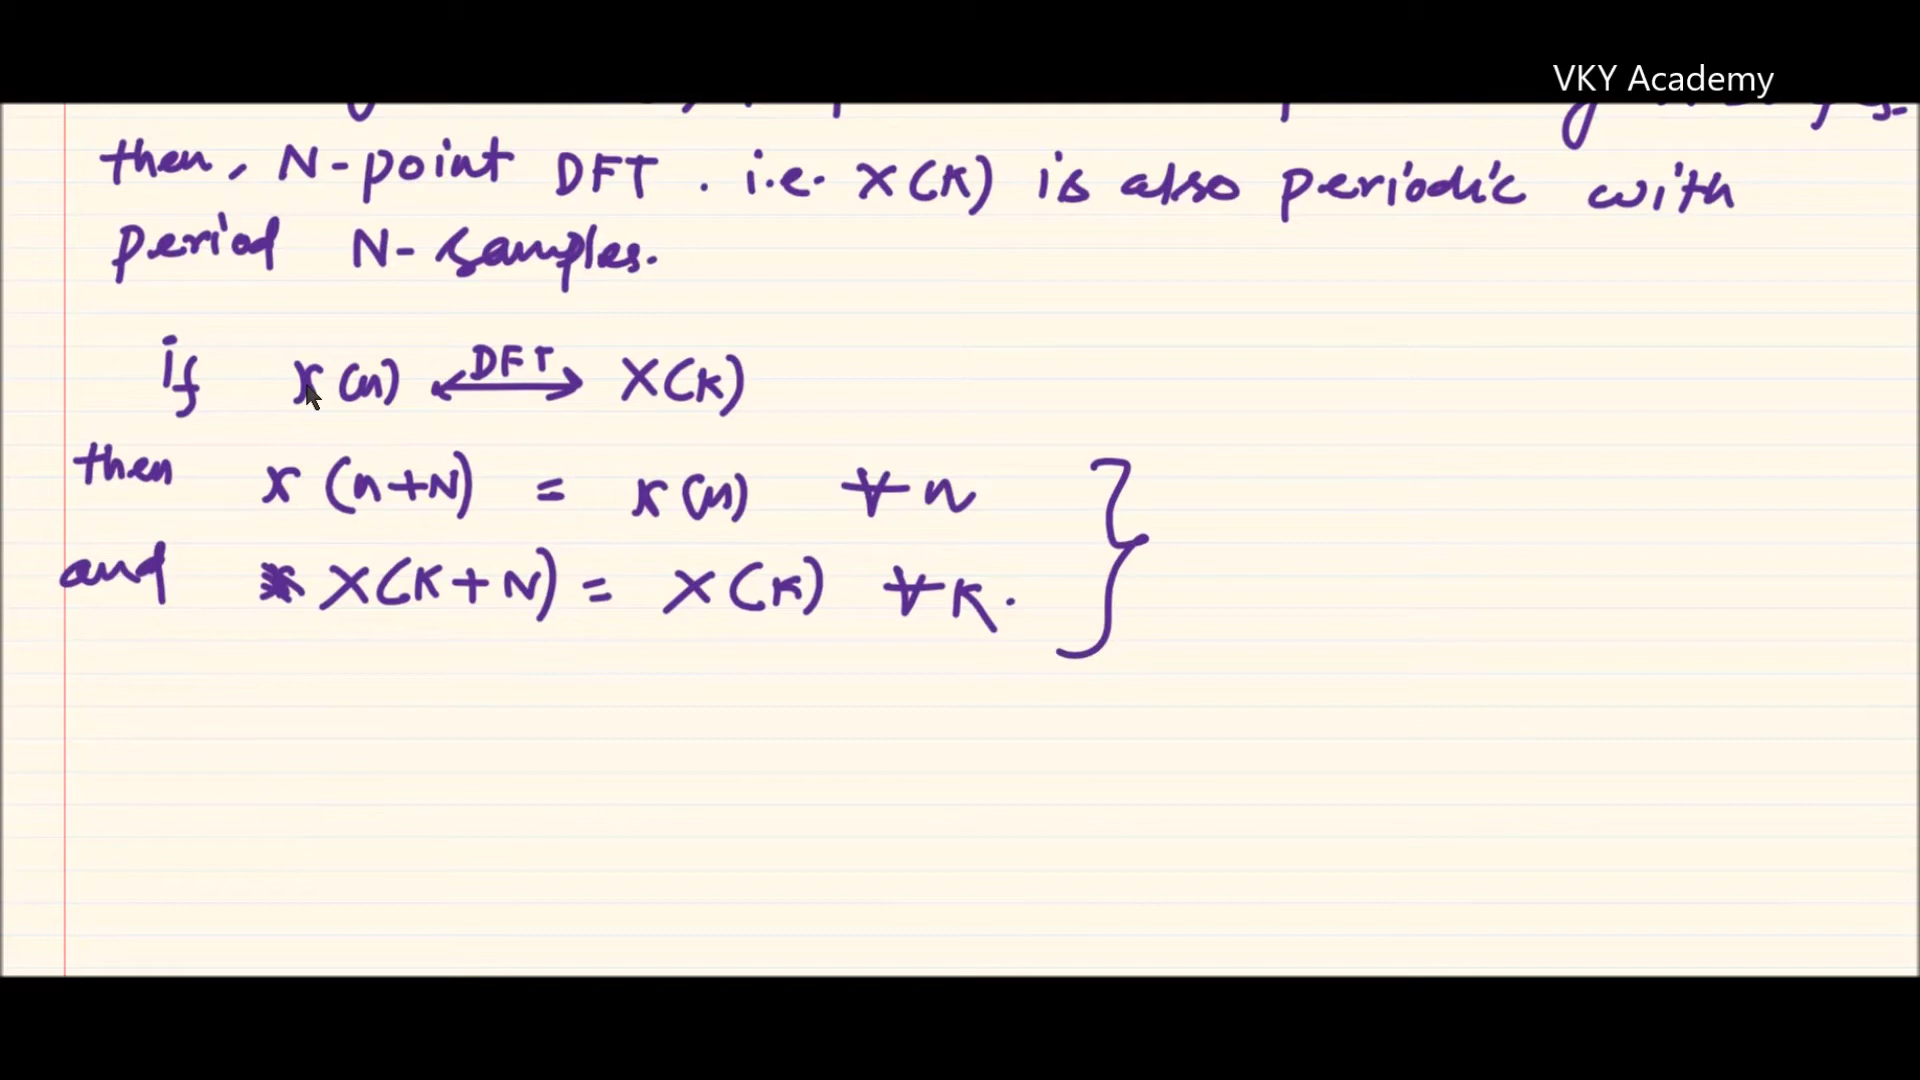 VKY Academy
then, N-point DFT. i.e. X(K) is also periodic with
period N-samples.
if x(n) <--DFT--> X(K)
then x(n+N) = x(n) ∀ n
and X(K+N) = X(K) ∀ K.